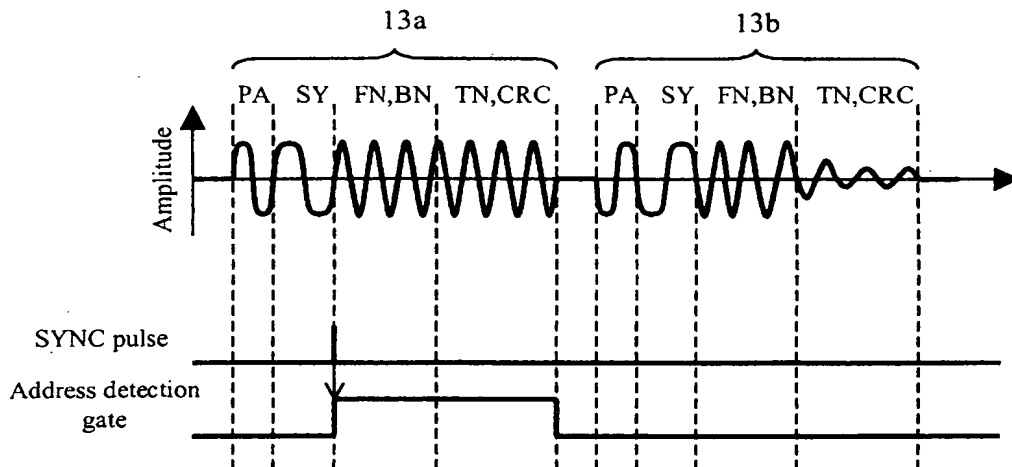 13a 13b
PA SY FN,BN TN,CRC PA SY FN,BN TN,CRC
Amplitude
SYNC pulse
Address detection
gate